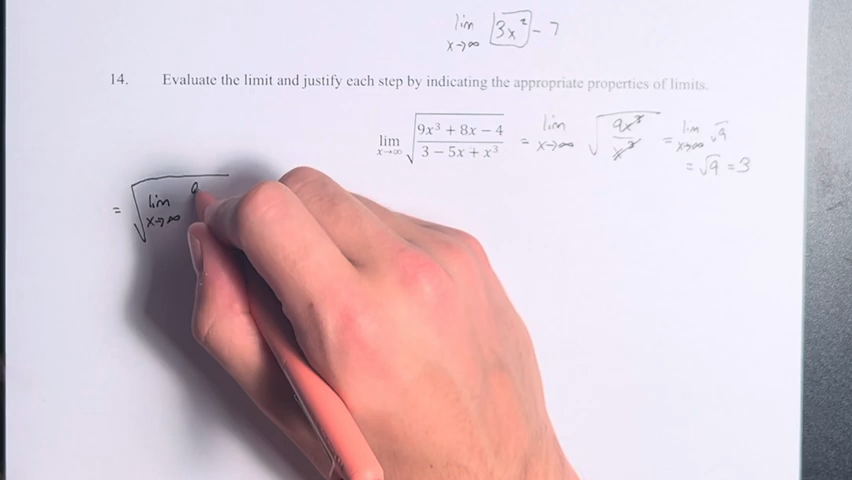 lim x→∞ [3x²] − 7
14. Evaluate the limit and justify each step by indicating the appropriate properties of limits.
lim x→∞ √((9x³ + 8x − 4)/(3 − 5x + x³)) = lim x→∞ √(9x³/x³) = lim x→∞ √9
= √9 = 3
= √(lim x→∞ 9